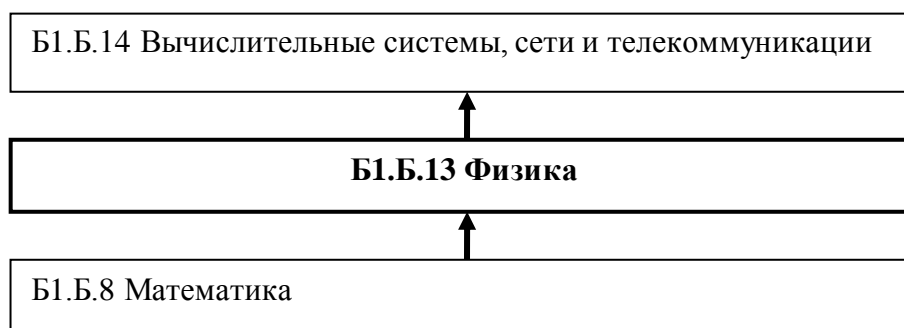 Б1.Б.14 Вычислительные системы, сети и телекоммуникации
Б1.Б.13 Физика
Б1.Б.8 Математика